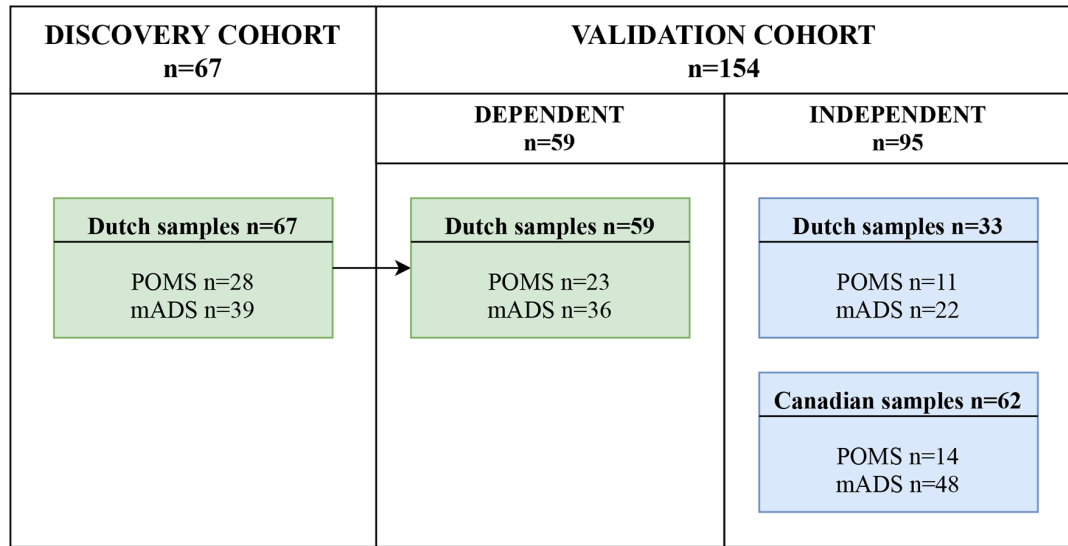 DISCOVERY COHORT
n=67
VALIDATION COHORT
n=154
DEPENDENT
n=59
INDEPENDENT
n=95
Dutch samples n=67
POMS n=28
mADS n=39
Dutch samples n=59
POMS n=23
mADS n=36
Dutch samples n=33
POMS n=11
mADS n=22
Canadian samples n=62
POMS n=14
mADS n=48